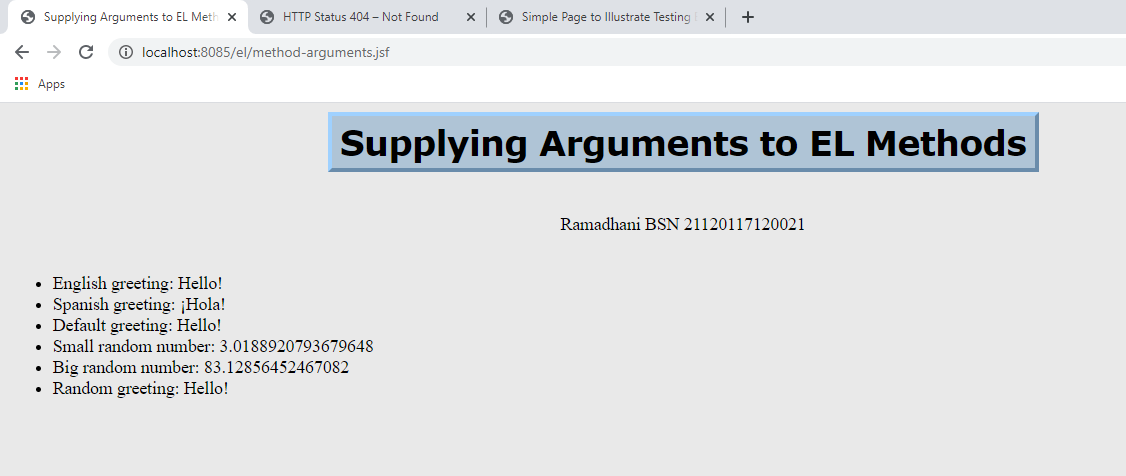 Supplying Arguments to EL Meth
HTTP Status 404 – Not Found
Simple Page to Illustrate Testing
localhost:8085/el/method-arguments.jsf
Apps
Supplying Arguments to EL Methods
Ramadhani BSN 21120117120021
English greeting: Hello!
Spanish greeting: ¡Hola!
Default greeting: Hello!
Small random number: 3.0188920793679648
Big random number: 83.12856452467082
Random greeting: Hello!